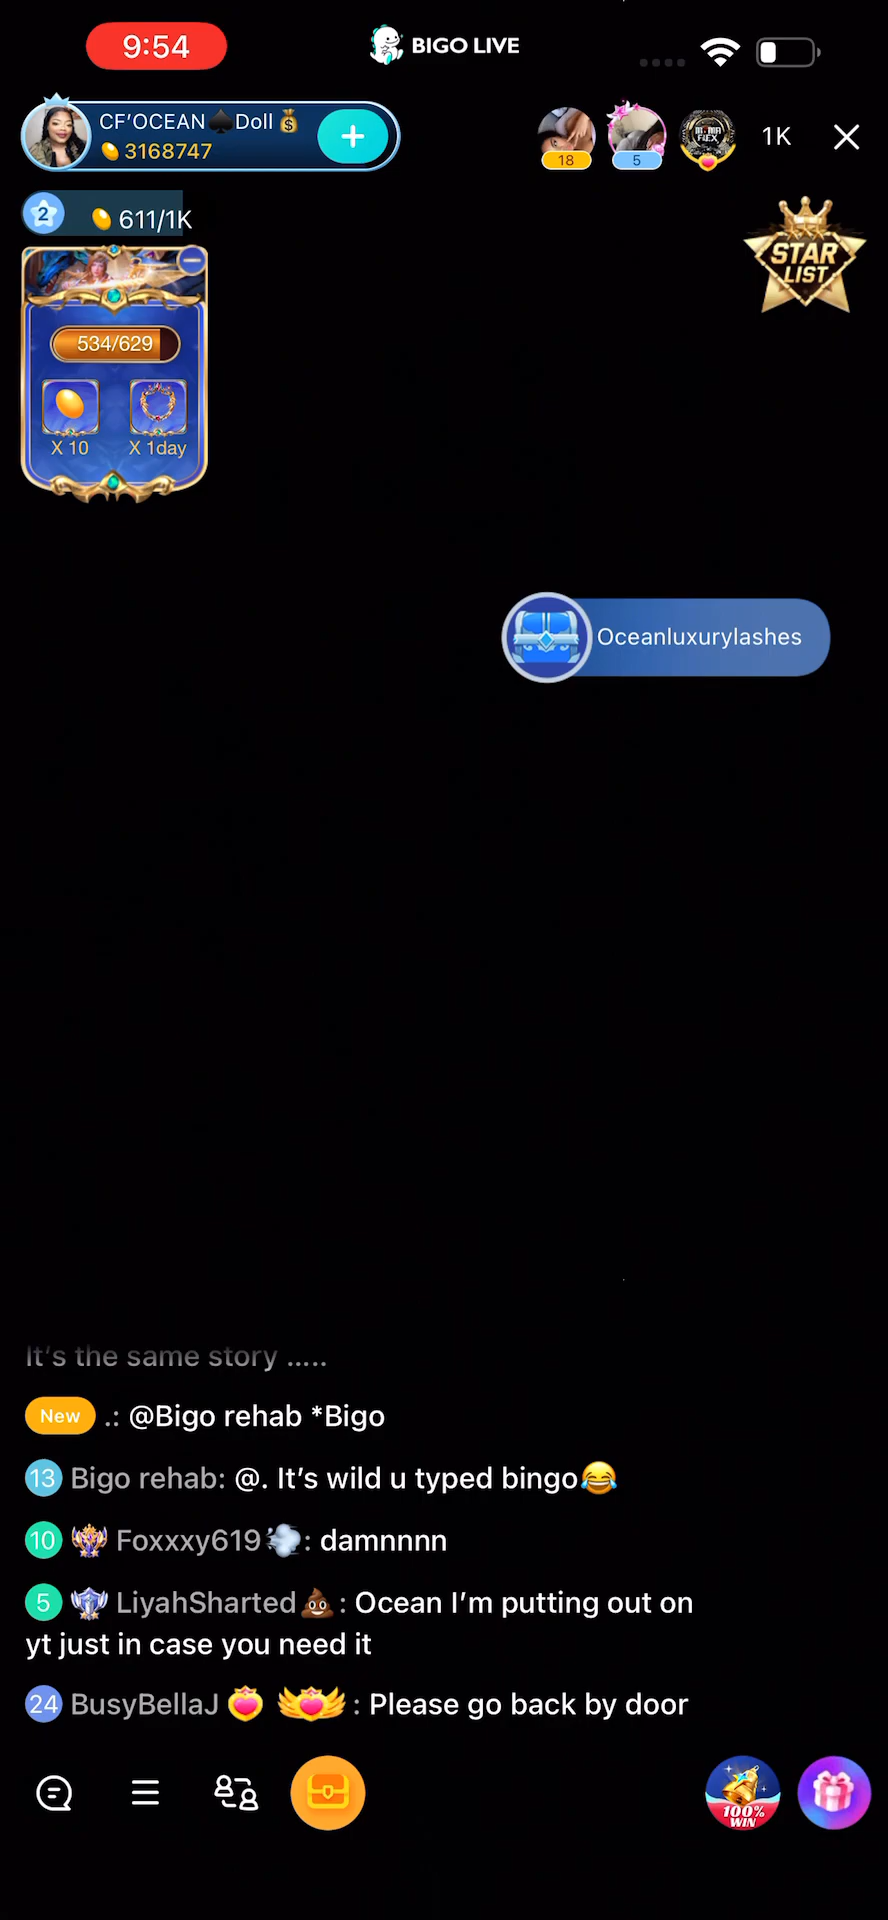 9:54
BIGO LIVE
CF'OCEAN♠️Doll💰
3168747
18
5
1K
2
611/1K
STAR
LIST
534/629
X 10
X 1day
Oceanluxurylashes
It's the same story .....
New .: @Bigo rehab *Bigo
13 Bigo rehab: @. It's wild u typed bingo😂
10 Foxxxy619💨: damnnnn
5 LiyahSharted💩: Ocean I'm putting out on
yt just in case you need it
24 BusyBellaJ : Please go back by door
100%
WIN